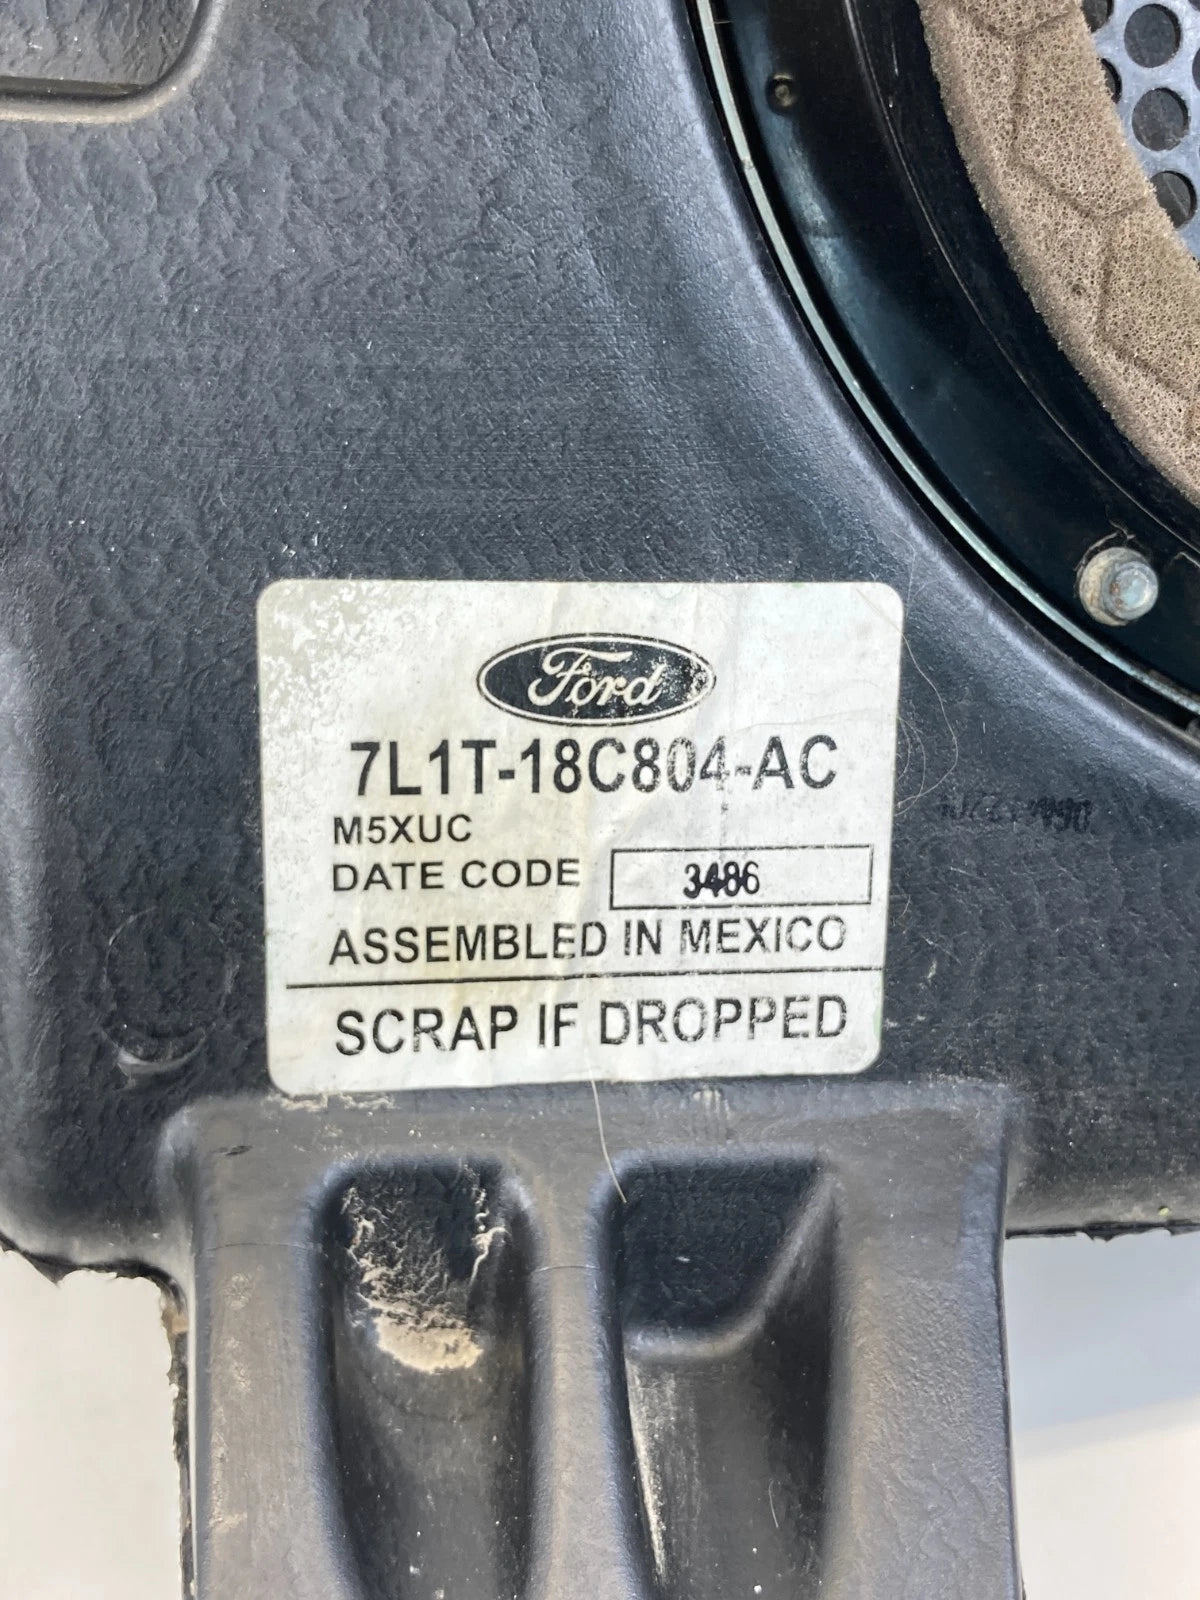 Ford
7L1T-18C804-AC
M5XUC
DATE CODE 3486
ASSEMBLED IN MEXICO
SCRAP IF DROPPED